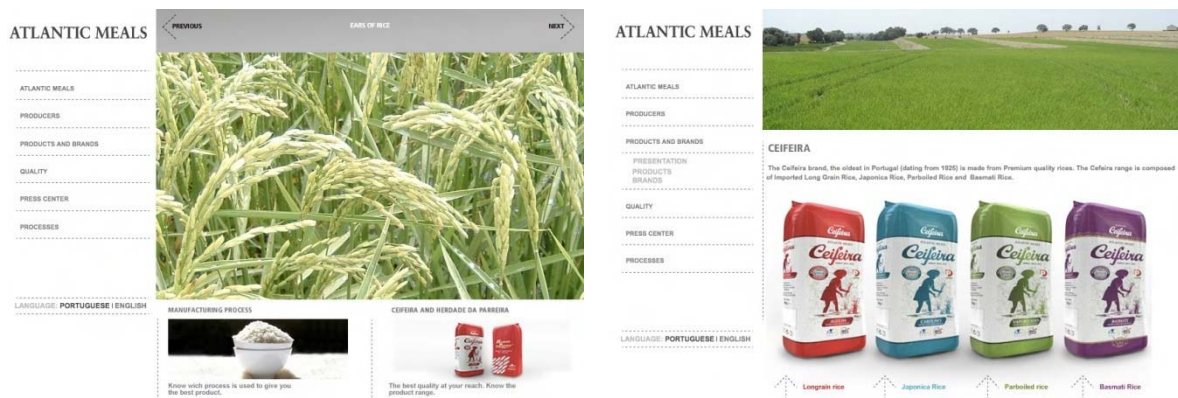 ATLANTIC MEALS
PREVIOUS
EARS OF RICE
NEXT
ATLANTIC MEALS
PRODUCERS
PRODUCTS AND BRANDS
QUALITY
PRESS CENTER
PROCESSES
LANGUAGE: PORTUGUESE I ENGLISH
MANUFACTURING PROCESS
Know wich process is used to give you
the best product.
CEIFEIRA AND HERDADE DA PARREIRA
Ceifeira
The best quality at your reach. Know the
product range.
ATLANTIC MEALS
ATLANTIC MEALS
PRODUCERS
PRODUCTS AND BRANDS
PRESENTATION
PRODUCTS
BRANDS
QUALITY
PRESS CENTER
PROCESSES
LANGUAGE: PORTUGUESE I ENGLISH
CEIFEIRA
The Ceifeira brand, the oldest in Portugal (dating from 1925) is made from Premium quality rices. The Cefeira range is composed
of Imported Long Grain Rice, Japonica Rice, Parboiled Rice and Basmati Rice.
Ceifeira
Ceifeira
Ceifeira
Ceifeira
Ceifeira
Ceifeira
Ceifeira
Ceifeira
Longrain rice
Japonica Rice
Parboiled rice
Basmati Rice